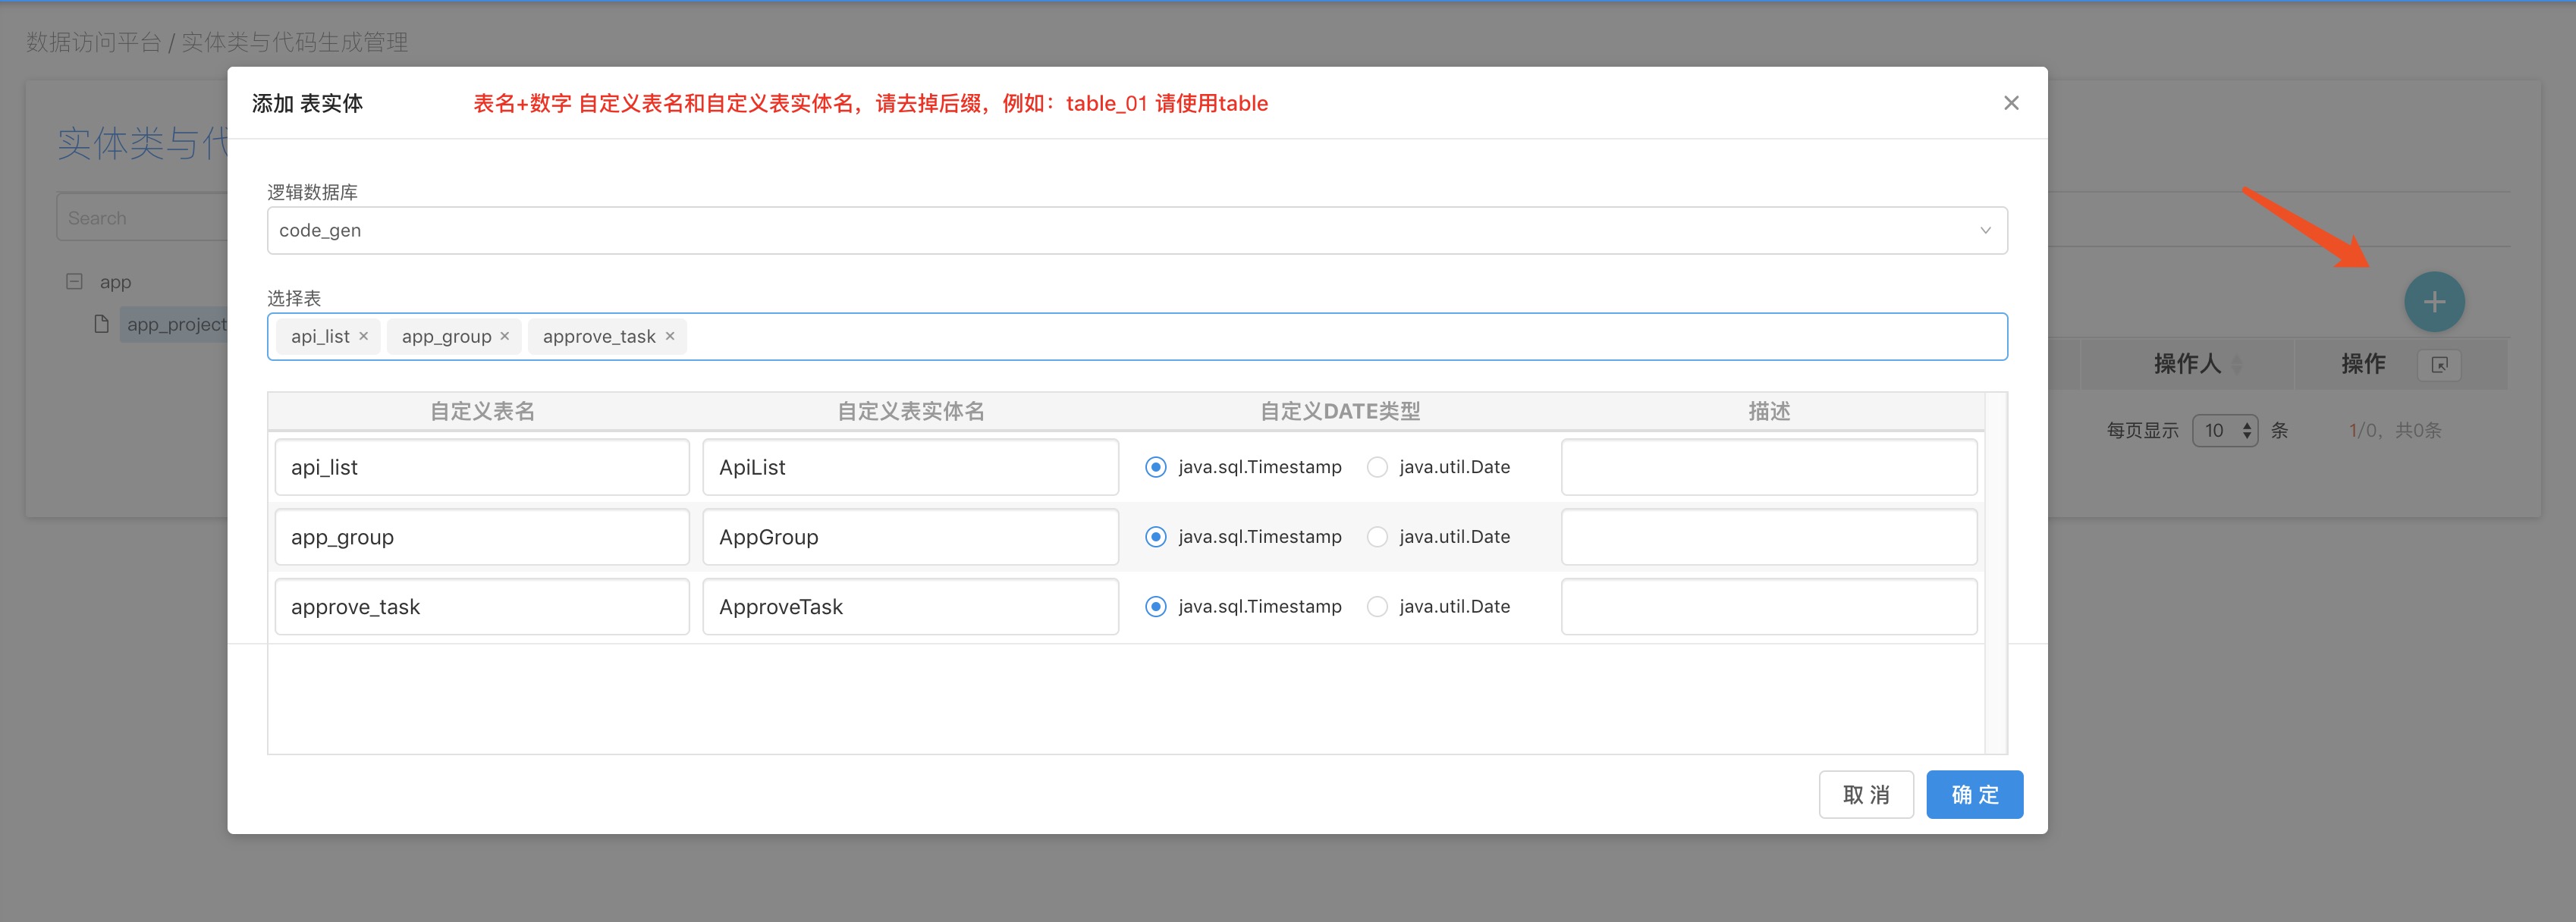 数据访问平台 / 实体类与代码生成管理
实体类与代
Search
app
app_project
添加 表实体
表名+数字 自定义表名和自定义表实体名，请去掉后缀，例如：table_01 请使用table
逻辑数据库
code_gen
选择表
api_list × app_group × approve_task ×
自定义表名 自定义表实体名 自定义DATE类型 描述
api_list ApiList java.sql.Timestamp java.util.Date
app_group AppGroup java.sql.Timestamp java.util.Date
approve_task ApproveTask java.sql.Timestamp java.util.Date
取 消 确 定
操作人 操作
每页显示 10 条 1/0，共0条